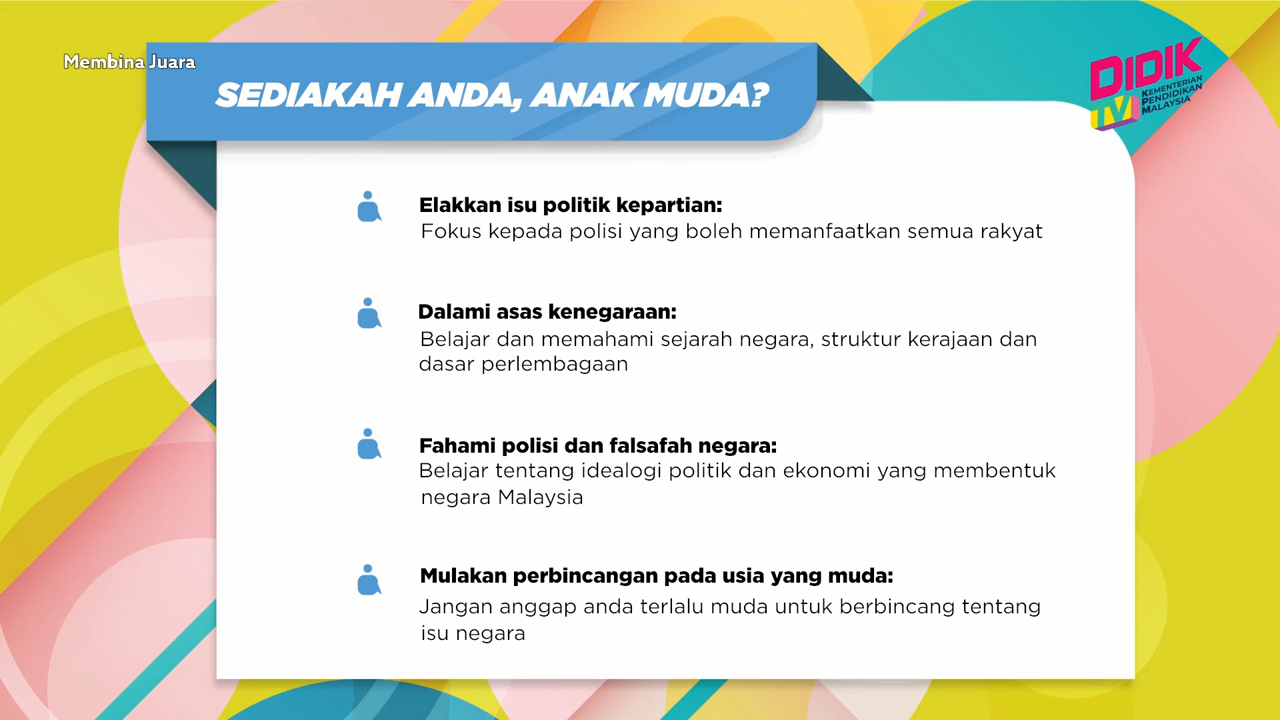 Membina Juara
SEDIAKAH ANDA, ANAK MUDA?
DIDIK
TV
KEMENTERIAN
PENDIDIKAN
MALAYSIA
Elakkan isu politik kepartian:
Fokus kepada polisi yang boleh memanfaatkan semua rakyat
Dalami asas kenegaraan:
Belajar dan memahami sejarah negara, struktur kerajaan dan
dasar perlembagaan
Fahami polisi dan falsafah negara:
Belajar tentang idealogi politik dan ekonomi yang membentuk
negara Malaysia
Mulakan perbincangan pada usia yang muda:
Jangan anggap anda terlalu muda untuk berbincang tentang
isu negara